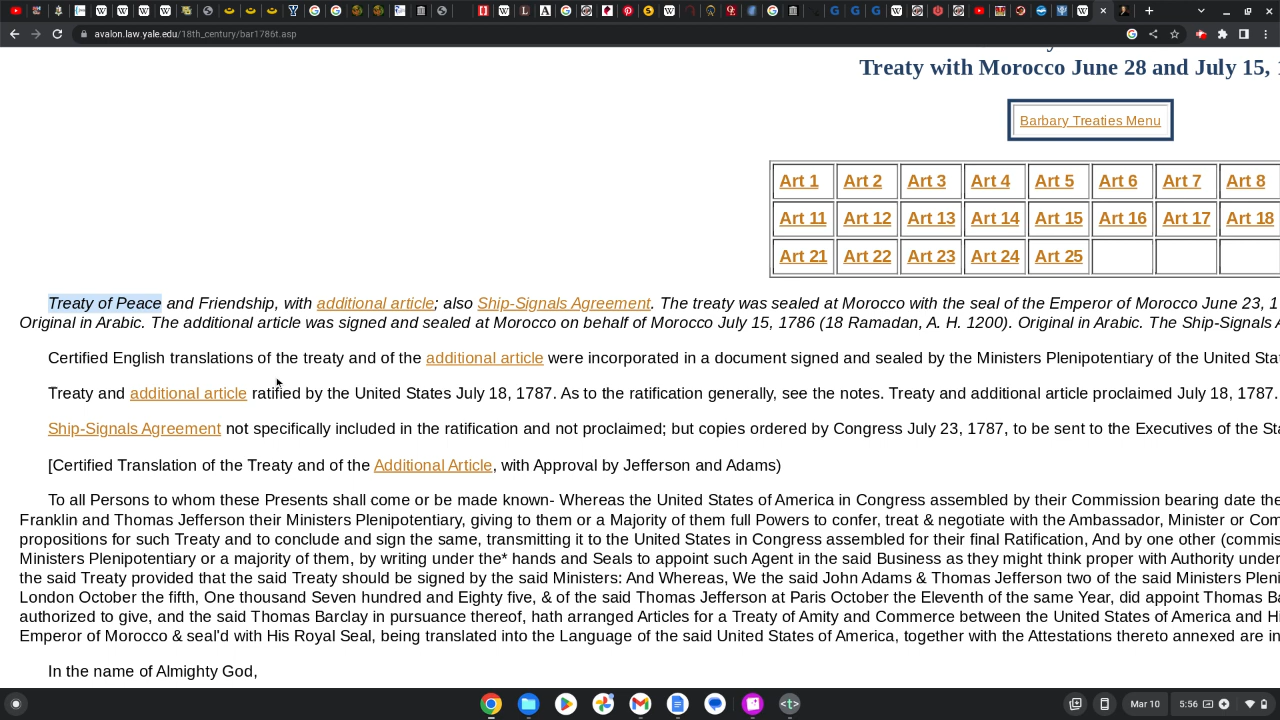 avalon.law.yale.edu/18th_century/bar1786t.asp
Treaty with Morocco June 28 and July 15,
Barbary Treaties Menu
Art 1 Art 2 Art 3 Art 4 Art 5 Art 6 Art 7 Art 8
Art 11 Art 12 Art 13 Art 14 Art 15 Art 16 Art 17 Art 18
Art 21 Art 22 Art 23 Art 24 Art 25
Treaty of Peace and Friendship, with additional article; also Ship-Signals Agreement. The treaty was sealed at Morocco with the seal of the Emperor of Morocco June 23, 1
Original in Arabic. The additional article was signed and sealed at Morocco on behalf of Morocco July 15, 1786 (18 Ramadan, A. H. 1200). Original in Arabic. The Ship-Signals
Certified English translations of the treaty and of the additional article were incorporated in a document signed and sealed by the Ministers Plenipotentiary of the United Sta
Treaty and additional article ratified by the United States July 18, 1787. As to the ratification generally, see the notes. Treaty and additional article proclaimed July 18, 1787.
Ship-Signals Agreement not specifically included in the ratification and not proclaimed; but copies ordered by Congress July 23, 1787, to be sent to the Executives of the Sta
[Certified Translation of the Treaty and of the Additional Article, with Approval by Jefferson and Adams)
To all Persons to whom these Presents shall come or be made known- Whereas the United States of America in Congress assembled by their Commission bearing date the
Franklin and Thomas Jefferson their Ministers Plenipotentiary, giving to them or a Majority of them full Powers to confer, treat & negotiate with the Ambassador, Minister or Com
propositions for such Treaty and to conclude and sign the same, transmitting it to the United States in Congress assembled for their final Ratification, And by one other (commis
Ministers Plenipotentiary or a majority of them, by writing under the* hands and Seals to appoint such Agent in the said Business as they might think proper with Authority under
the said Treaty provided that the said Treaty should be signed by the said Ministers: And Whereas, We the said John Adams & Thomas Jefferson two of the said Ministers Pleni
London October the fifth, One thousand Seven hundred and Eighty five, & of the said Thomas Jefferson at Paris October the Eleventh of the same Year, did appoint Thomas Ba
authorized to give, and the said Thomas Barclay in pursuance thereof, hath arranged Articles for a Treaty of Amity and Commerce between the United States of America and Hi
Emperor of Morocco & seal'd with His Royal Seal, being translated into the Language of the said United States of America, together with the Attestations thereto annexed are in
In the name of Almighty God,
Mar 10 5:56